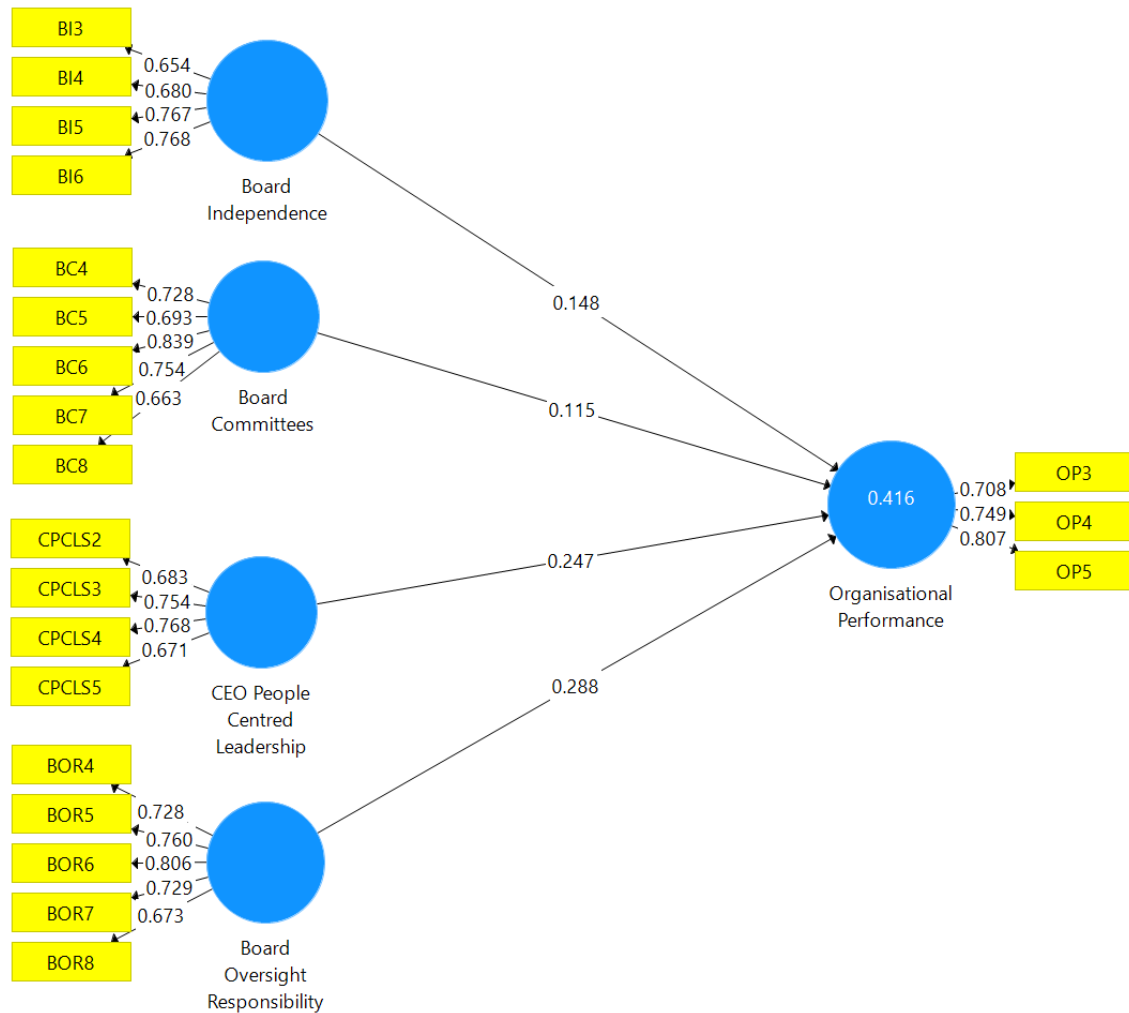 BI3
0.654
BI4
0.680
BI5
0.767
BI6
0.768
Board
Independence
0.148
BC4
0.728
BC5
0.693
BC6
0.839
0.754
BC7
0.663
BC8
Board
Committees
0.115
CPCLS2
0.683
CPCLS3
0.754
CPCLS4
0.768
CPCLS5
0.671
CEO People
Centred
Leadership
0.247
BOR4
0.728
BOR5
0.760
BOR6
0.806
BOR7
0.729
0.673
BOR8
Board
Oversight
Responsibility
0.288
0.416
Organisational
Performance
0.708
OP3
0.749
OP4
0.807
OP5